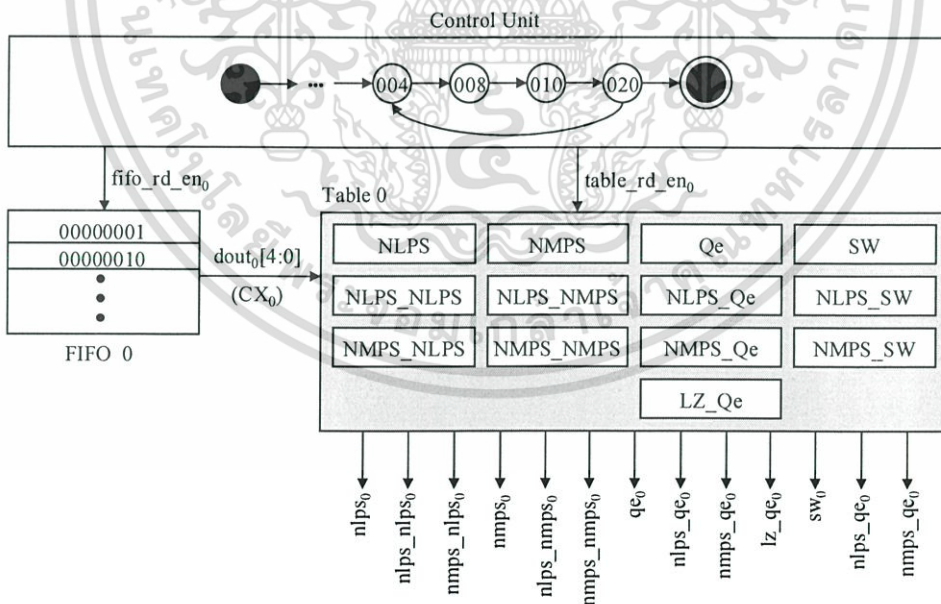 Control Unit
... 004 008 010 020
fifo_rd_en₀
table_rd_en₀
Table 0
00000001
00000010
dout₀[4:0]
(CX₀)
FIFO 0
NLPS NMPS Qe SW
NLPS_NLPS NLPS_NMPS NLPS_Qe NLPS_SW
NMPS_NLPS NMPS_NMPS NMPS_Qe NMPS_SW
LZ_Qe
nlps₀
nlps_nlps₀
nmps_nlps₀
nmps₀
nlps_nmps₀
nmps_nmps₀
qe₀
nlps_qe₀
nmps_qe₀
lz_qe₀
sw₀
nlps_qe₀
nmps_qe₀